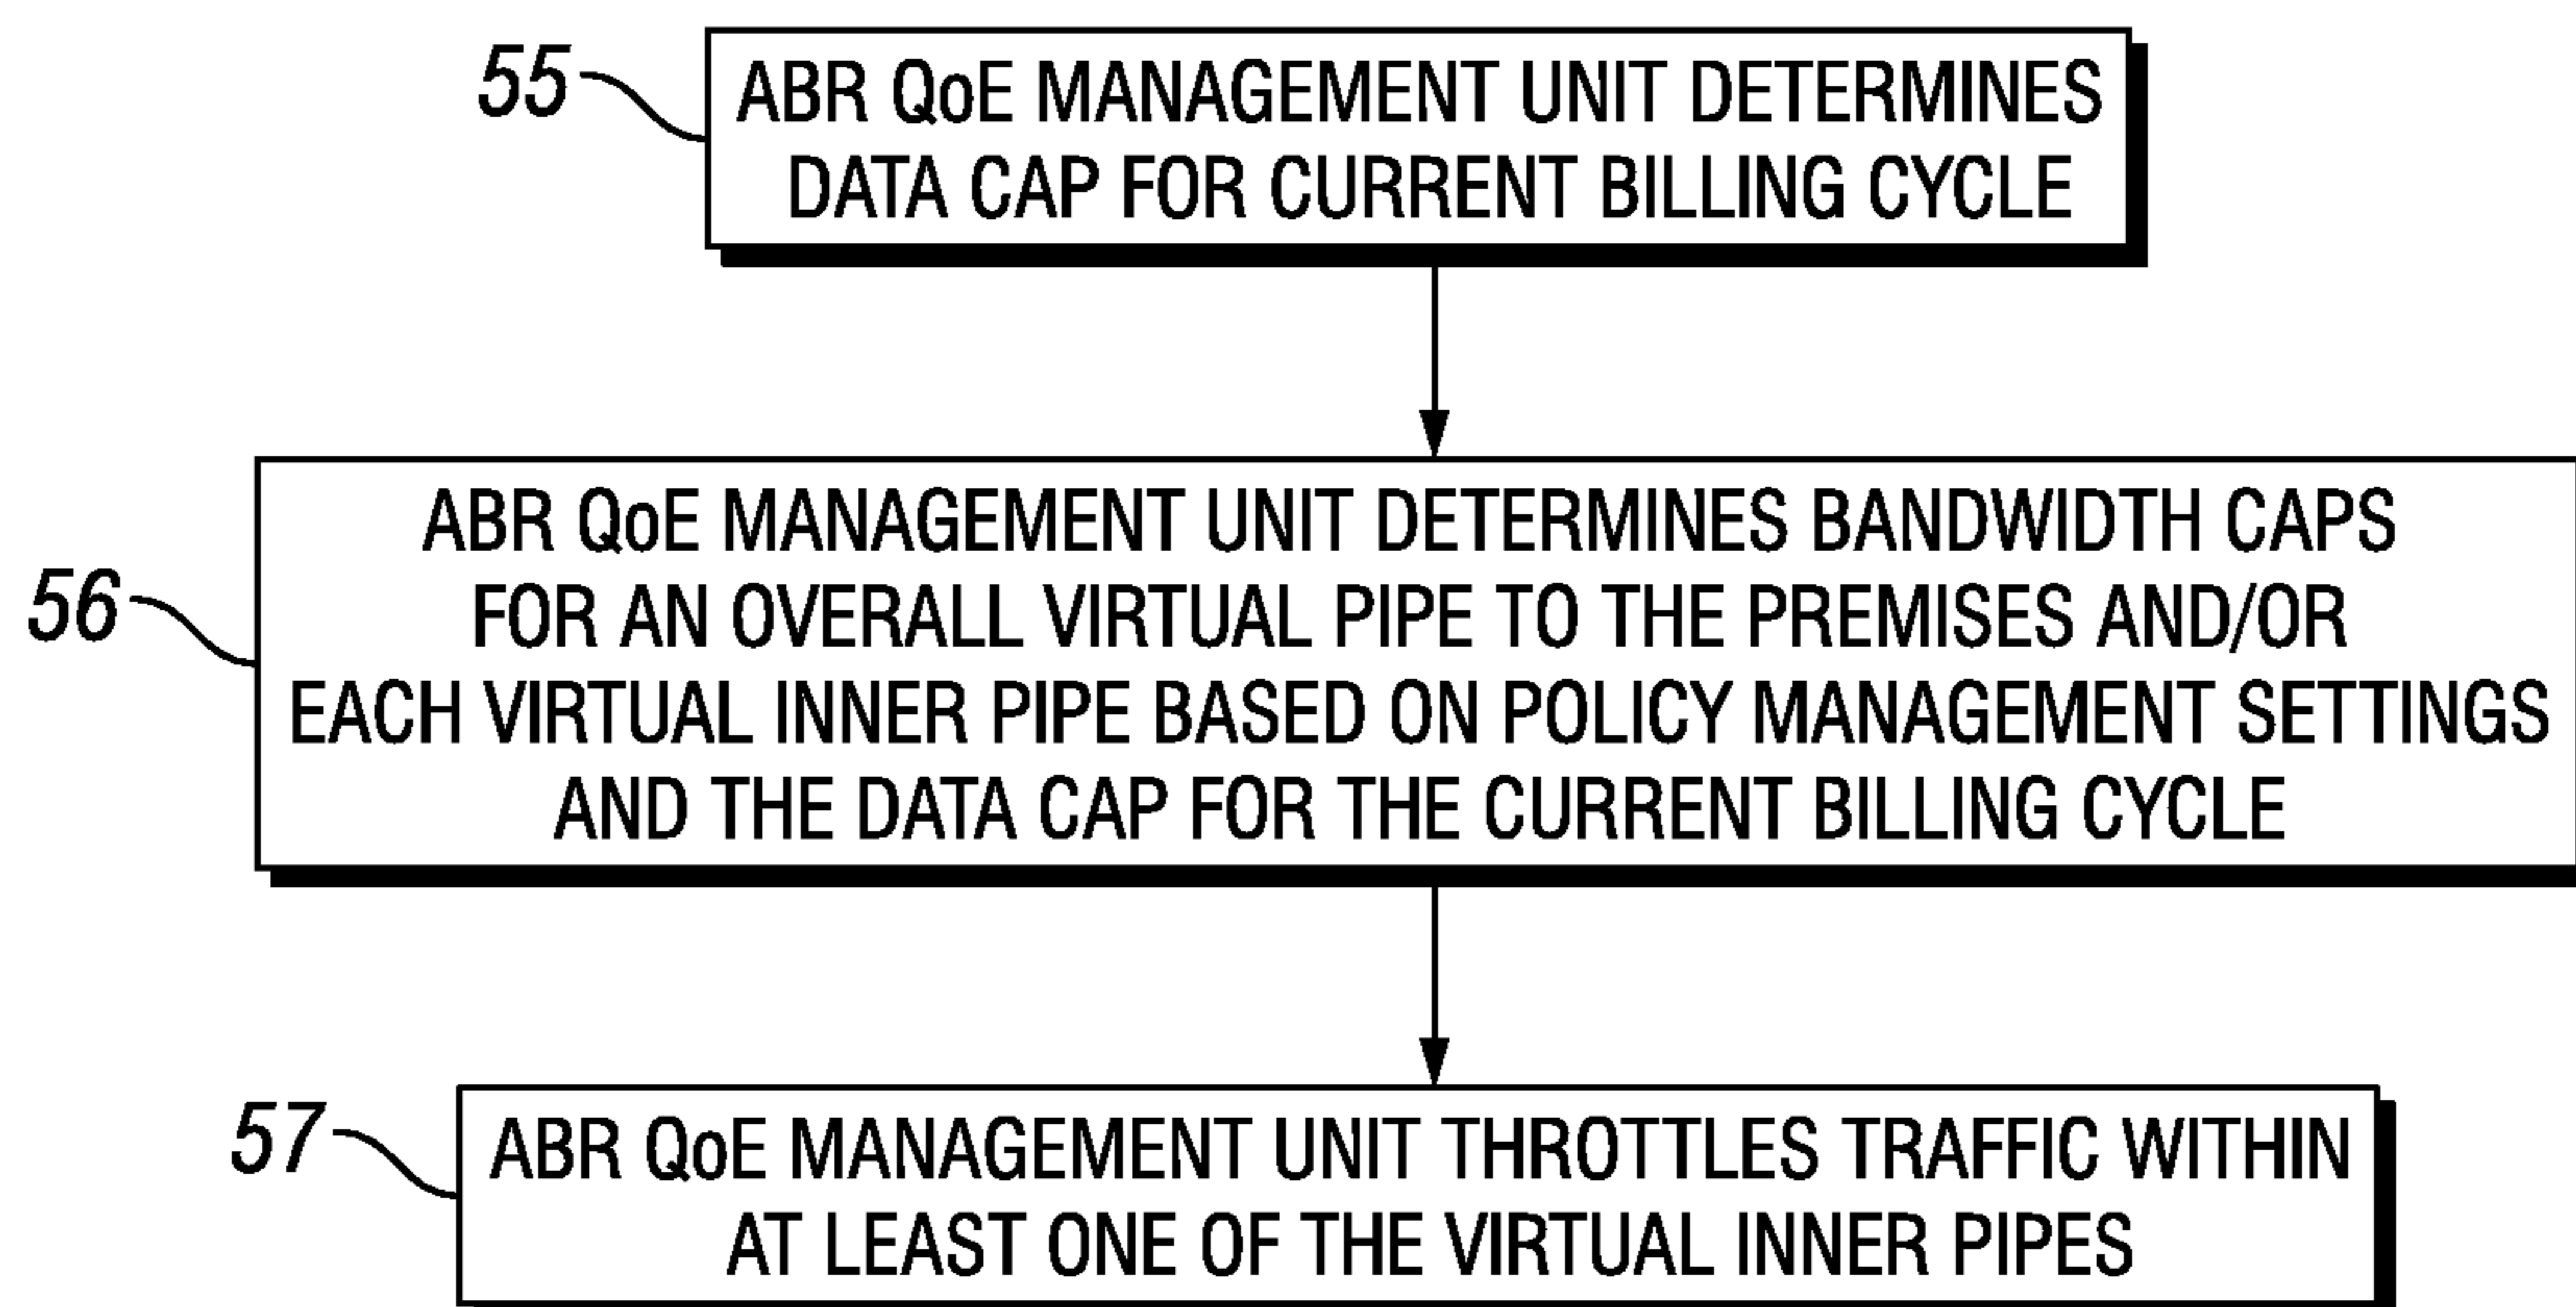 55
ABR QoE MANAGEMENT UNIT DETERMINES
DATA CAP FOR CURRENT BILLING CYCLE
56
ABR QoE MANAGEMENT UNIT DETERMINES BANDWIDTH CAPS
FOR AN OVERALL VIRTUAL PIPE TO THE PREMISES AND/OR
EACH VIRTUAL INNER PIPE BASED ON POLICY MANAGEMENT SETTINGS
AND THE DATA CAP FOR THE CURRENT BILLING CYCLE
57
ABR QoE MANAGEMENT UNIT THROTTLES TRAFFIC WITHIN
AT LEAST ONE OF THE VIRTUAL INNER PIPES